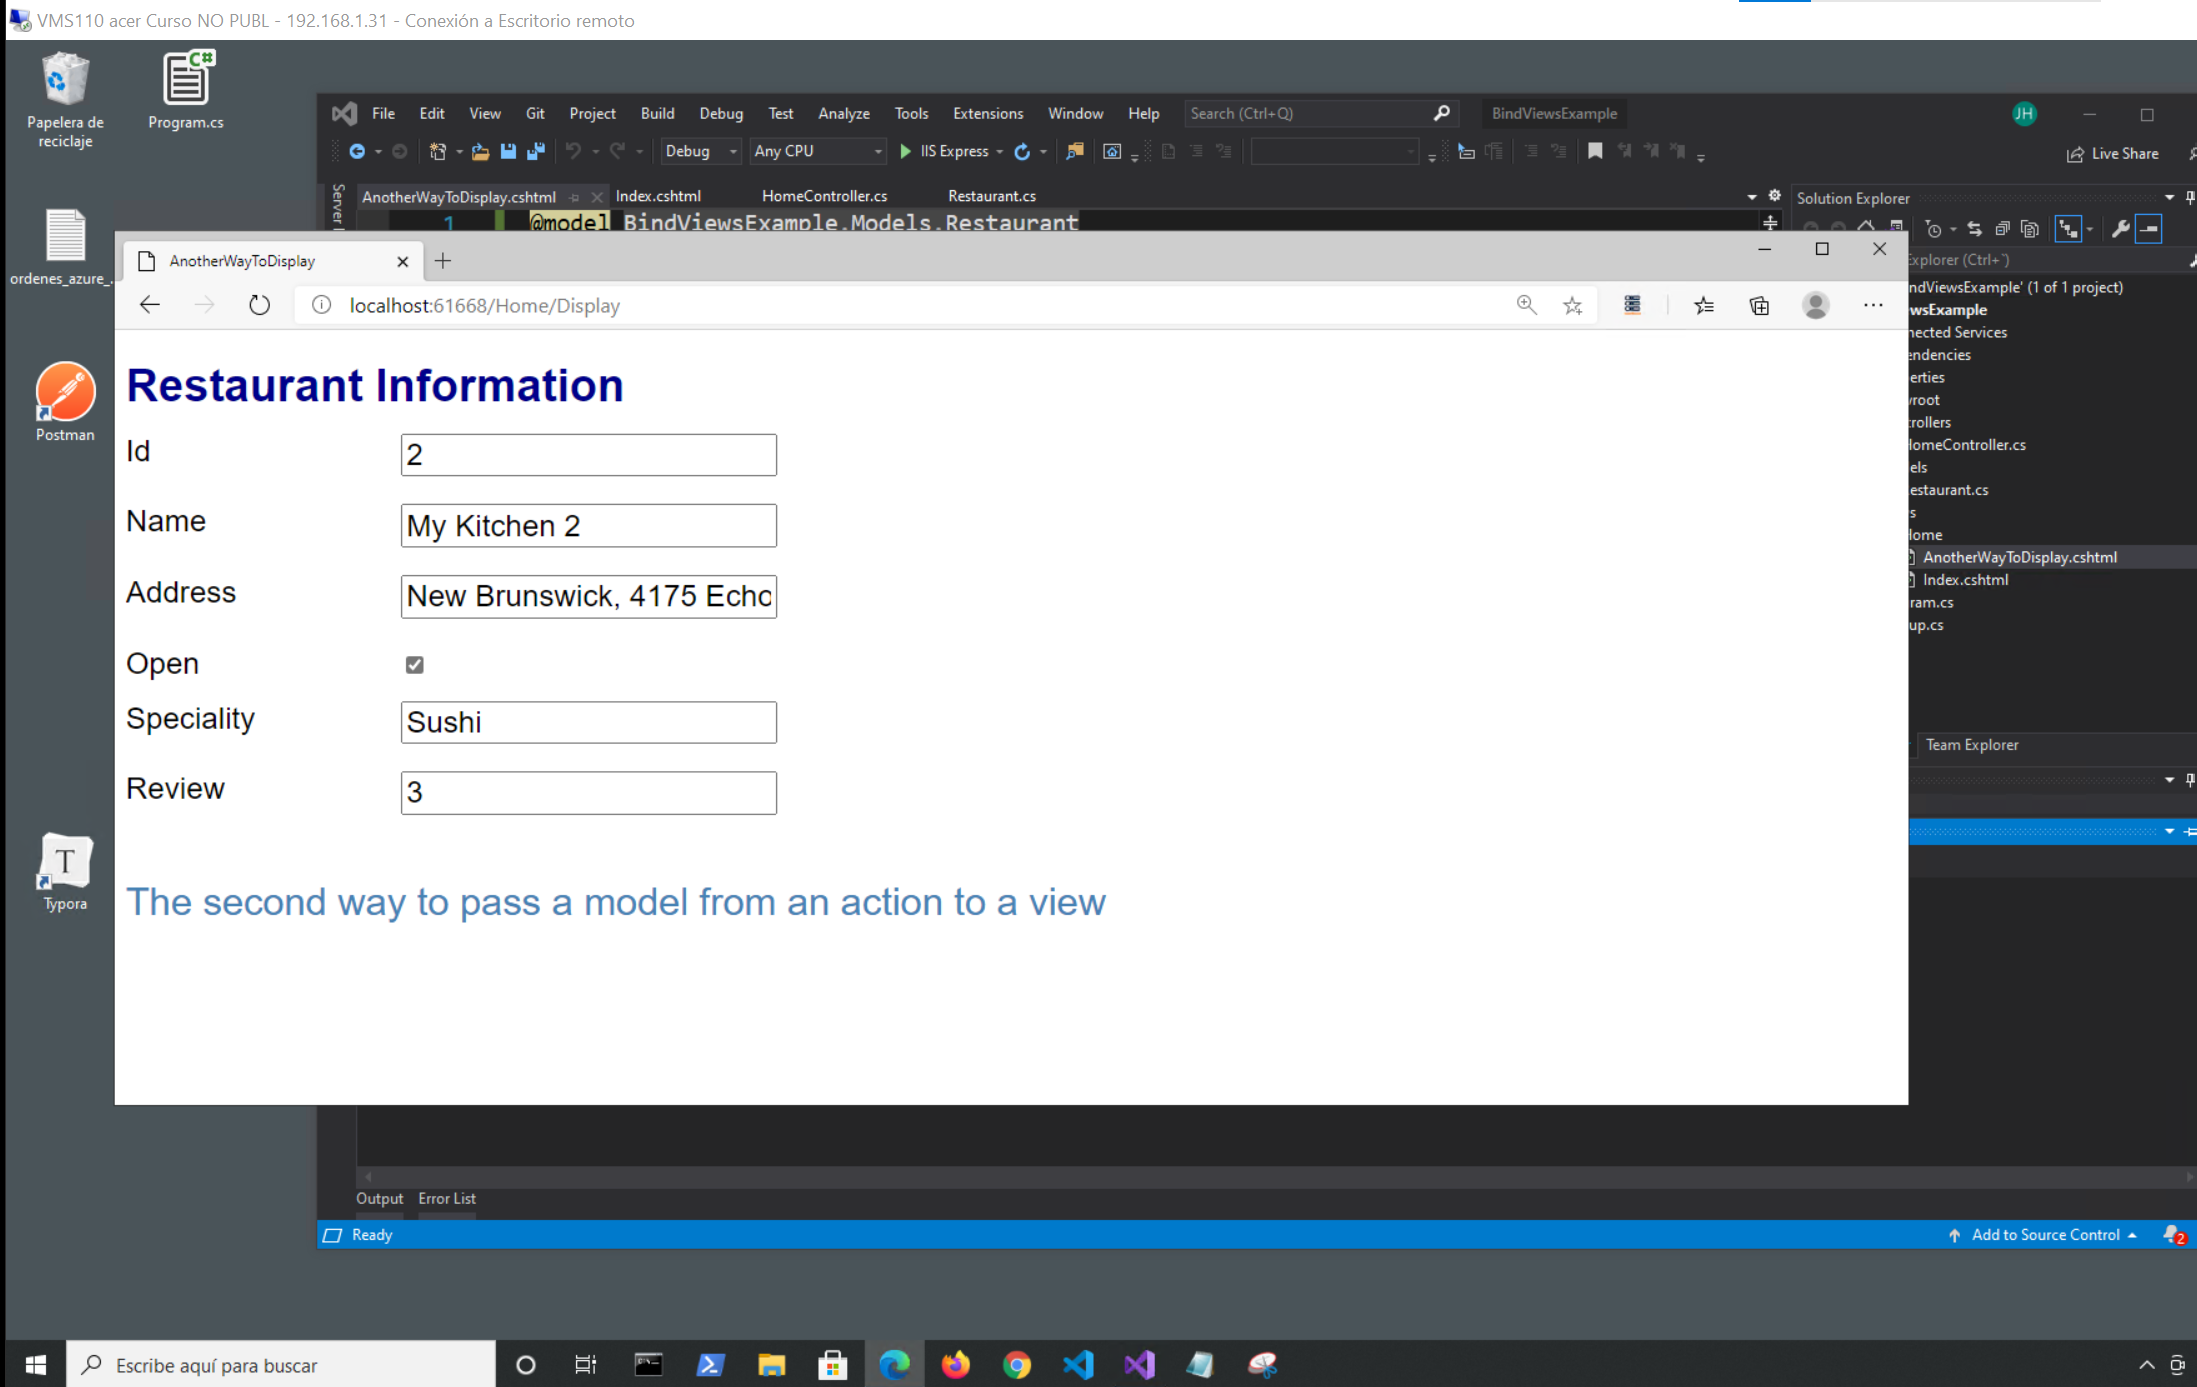 VMS110 acer Curso NO PUBL - 192.168.1.31 - Conexión a Escritorio remoto
Papelera de reciclaje
Program.cs
ordenes_azure_
Postman
Typora
File Edit View Git Project Build Debug Test Analyze Tools Extensions Window Help Search (Ctrl+Q) BindViewsExample JH
Debug Any CPU IIS Express Live Share
Server
AnotherWayToDisplay.cshtml Index.cshtml HomeController.cs Restaurant.cs
1 @model BindViewsExample.Models.Restaurant
Solution Explorer
Explorer (Ctrl+¨)
ndViewsExample' (1 of 1 project)
wsExample
nected Services
endencies
erties
root
trollers
HomeController.cs
els
estaurant.cs
s
Home
AnotherWayToDisplay.cshtml
Index.cshtml
ram.cs
up.cs
Team Explorer
AnotherWayToDisplay
localhost:61668/Home/Display
Restaurant Information
Id 2
Name My Kitchen 2
Address New Brunswick, 4175 Echo
Open
Speciality Sushi
Review 3
The second way to pass a model from an action to a view
Output Error List
Ready
Add to Source Control 2
Escribe aquí para buscar